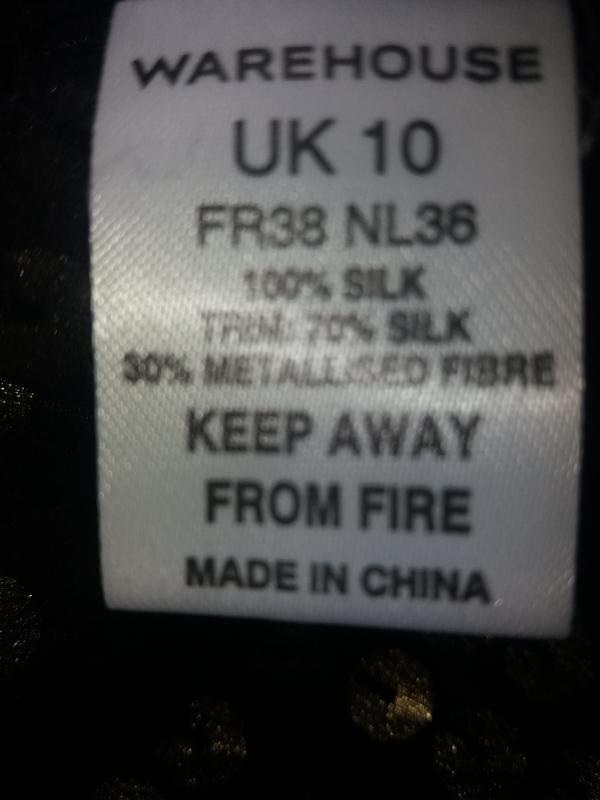 WAREHOUSE
UK 10
FR38 NL36
100% SILK
TRIM: 70% SILK
30% METALLISED FIBRE
KEEP AWAY
FROM FIRE
MADE IN CHINA